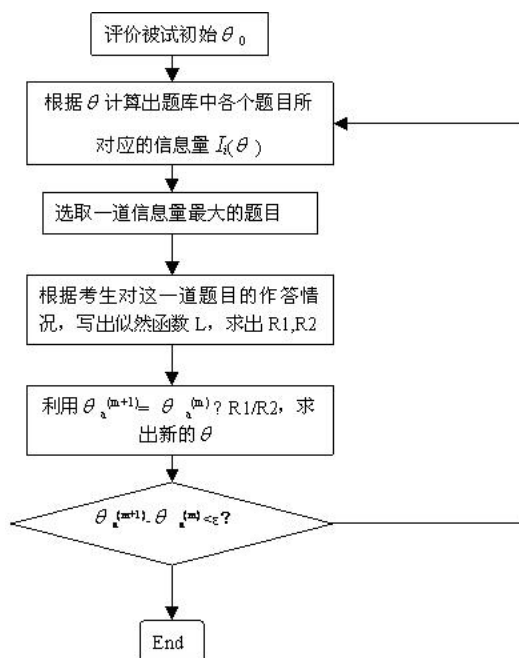 评价被试初始θ₀
根据θ计算出题库中各个题目所
对应的信息量 Iᵢ(θ)
选取一道信息量最大的题目
根据考生对这一道题目的作答情
况，写出似然函数 L，求出 R1,R2
利用θₐ⁽ᵐ⁺¹⁾= θₐ⁽ᵐ⁾? R1/R2，求
出新的θ
θₐ⁽ᵐ⁺¹⁾-θₐ⁽ᵐ⁾<ε?
End